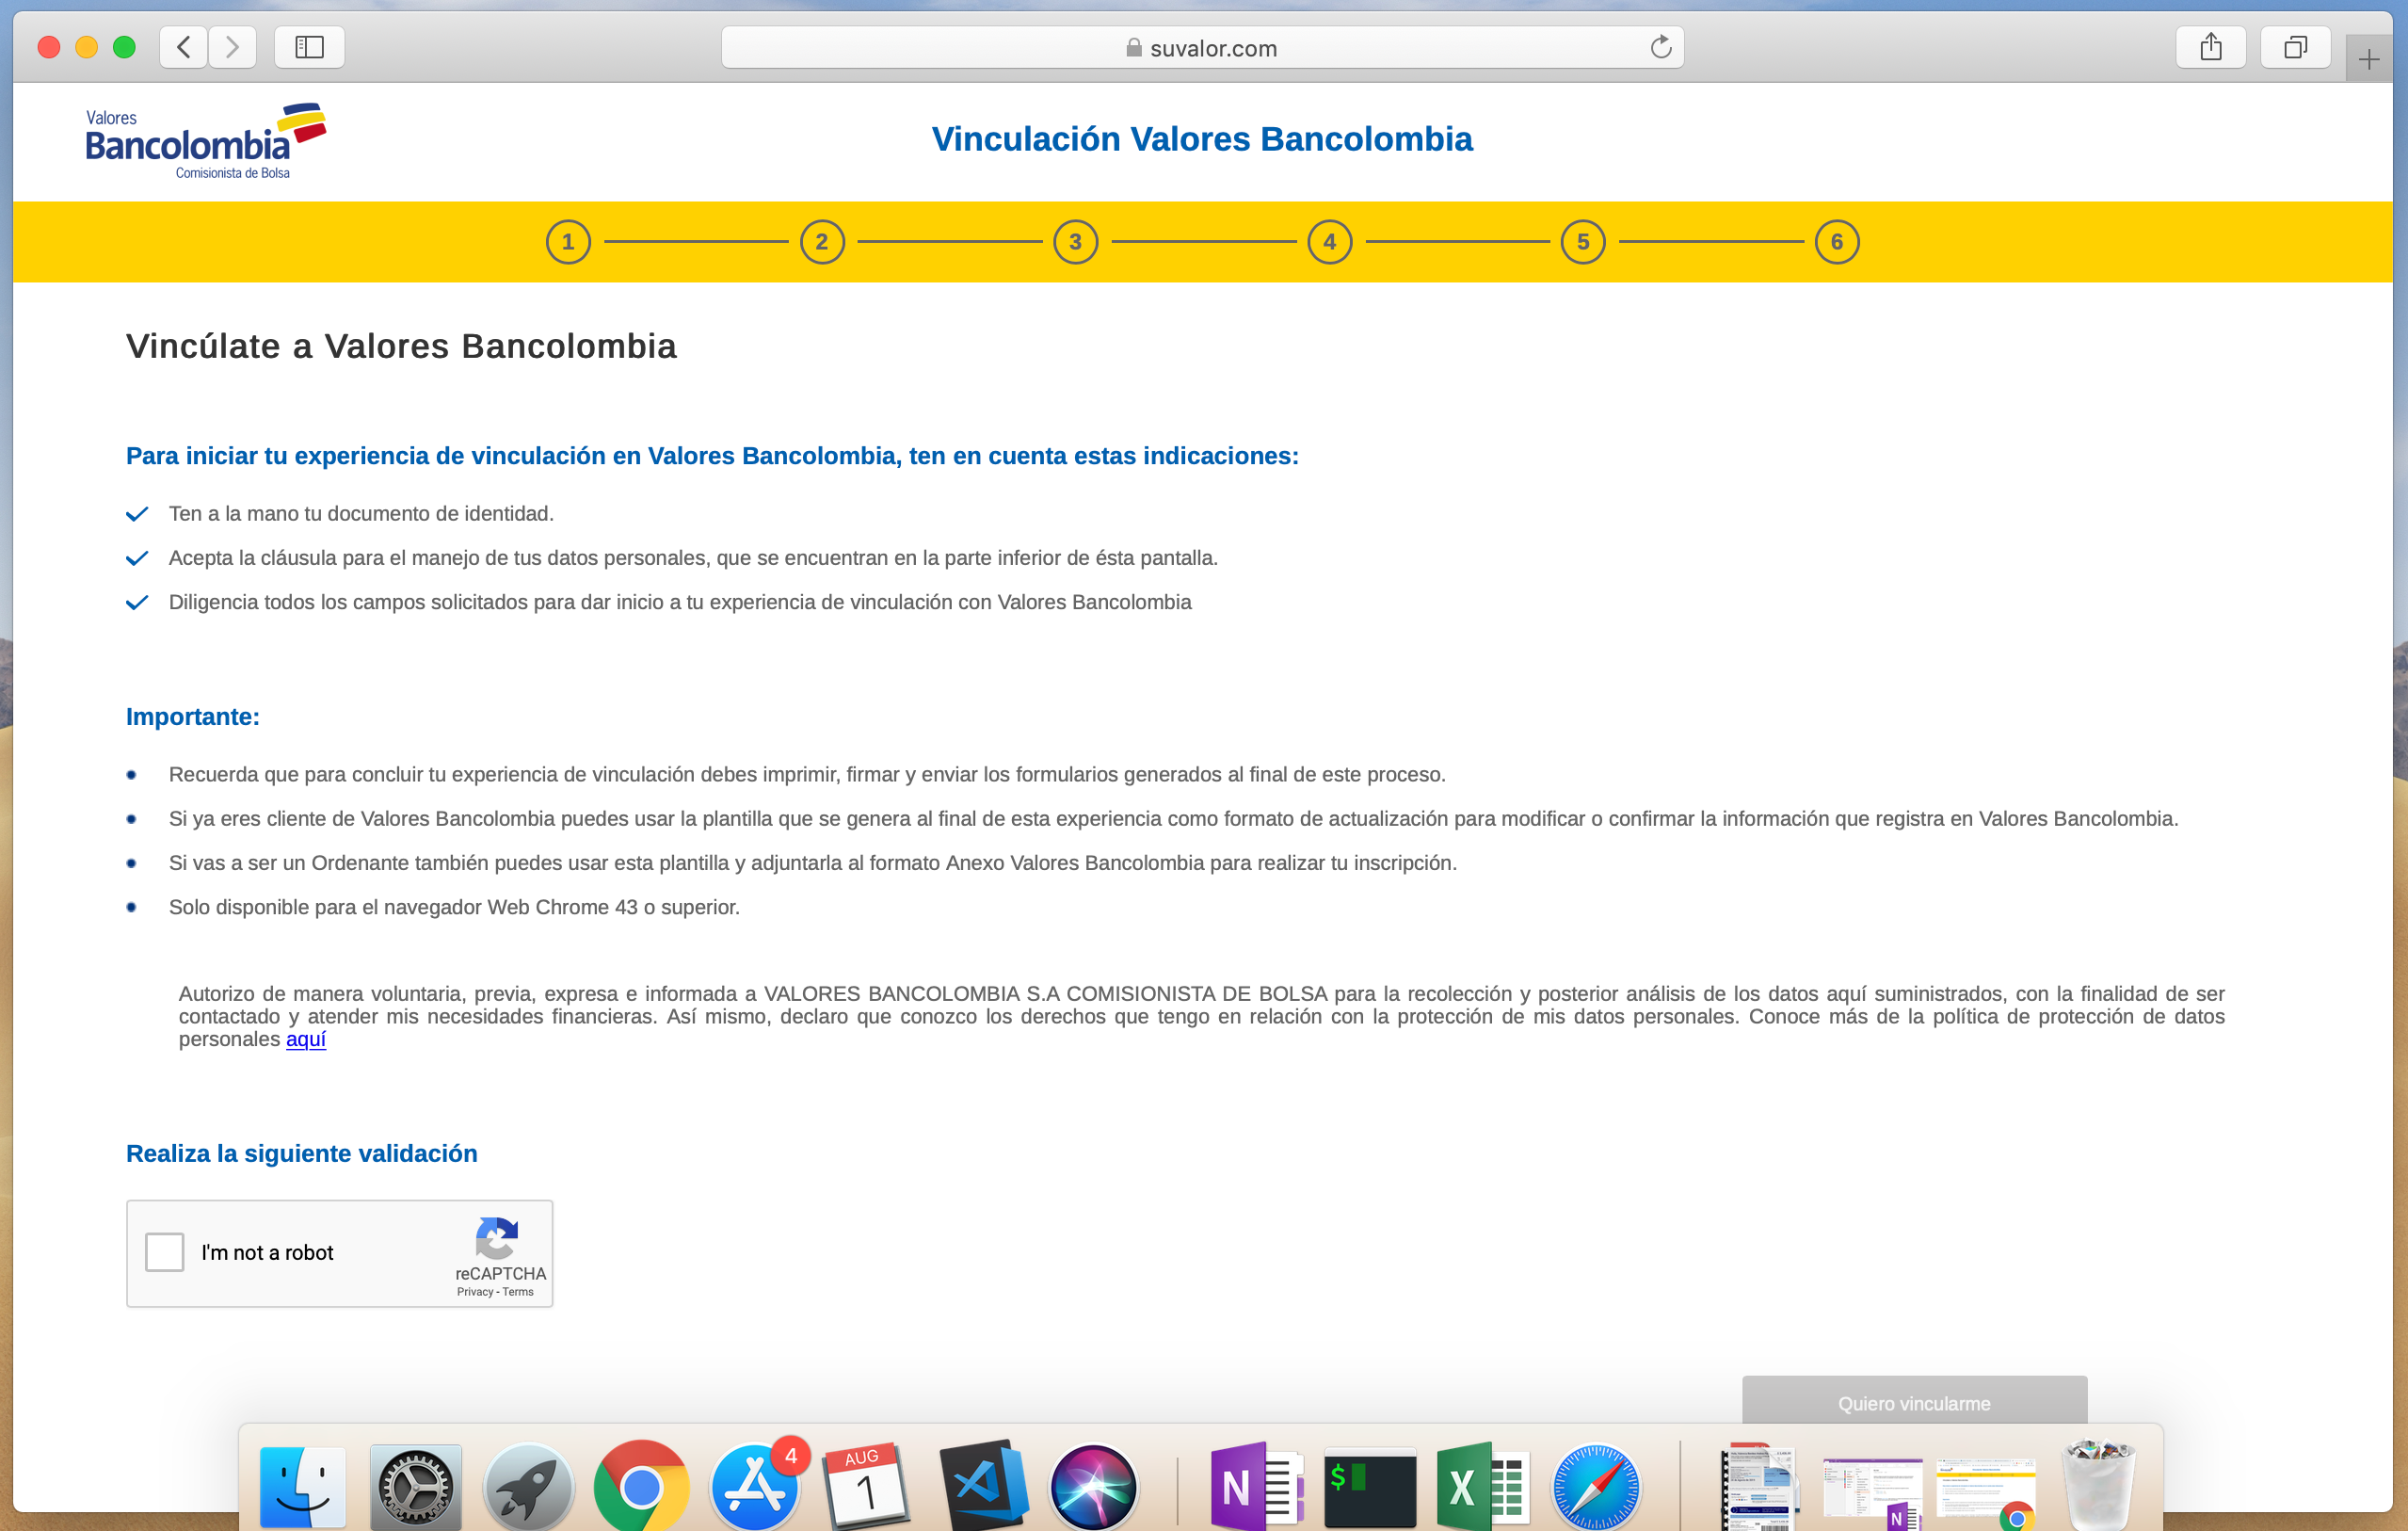 suvalor.com
Valores
Bancolombia
Comisionista de Bolsa
Vinculación Valores Bancolombia
1 2 3 4 5 6
Vincúlate a Valores Bancolombia
Para iniciar tu experiencia de vinculación en Valores Bancolombia, ten en cuenta estas indicaciones:
Ten a la mano tu documento de identidad.
Acepta la cláusula para el manejo de tus datos personales, que se encuentran en la parte inferior de ésta pantalla.
Diligencia todos los campos solicitados para dar inicio a tu experiencia de vinculación con Valores Bancolombia
Importante:
Recuerda que para concluir tu experiencia de vinculación debes imprimir, firmar y enviar los formularios generados al final de este proceso.
Si ya eres cliente de Valores Bancolombia puedes usar la plantilla que se genera al final de esta experiencia como formato de actualización para modificar o confirmar la información que registra en Valores Bancolombia.
Si vas a ser un Ordenante también puedes usar esta plantilla y adjuntarla al formato Anexo Valores Bancolombia para realizar tu inscripción.
Solo disponible para el navegador Web Chrome 43 o superior.
Autorizo de manera voluntaria, previa, expresa e informada a VALORES BANCOLOMBIA S.A COMISIONISTA DE BOLSA para la recolección y posterior análisis de los datos aquí suministrados, con la finalidad de ser
contactado y atender mis necesidades financieras. Así mismo, declaro que conozco los derechos que tengo en relación con la protección de mis datos personales. Conoce más de la política de protección de datos
personales aquí
Realiza la siguiente validación
I'm not a robot
reCAPTCHA
Privacy - Terms
Quiero vincularme
4
AUG
1
N
$
X
N